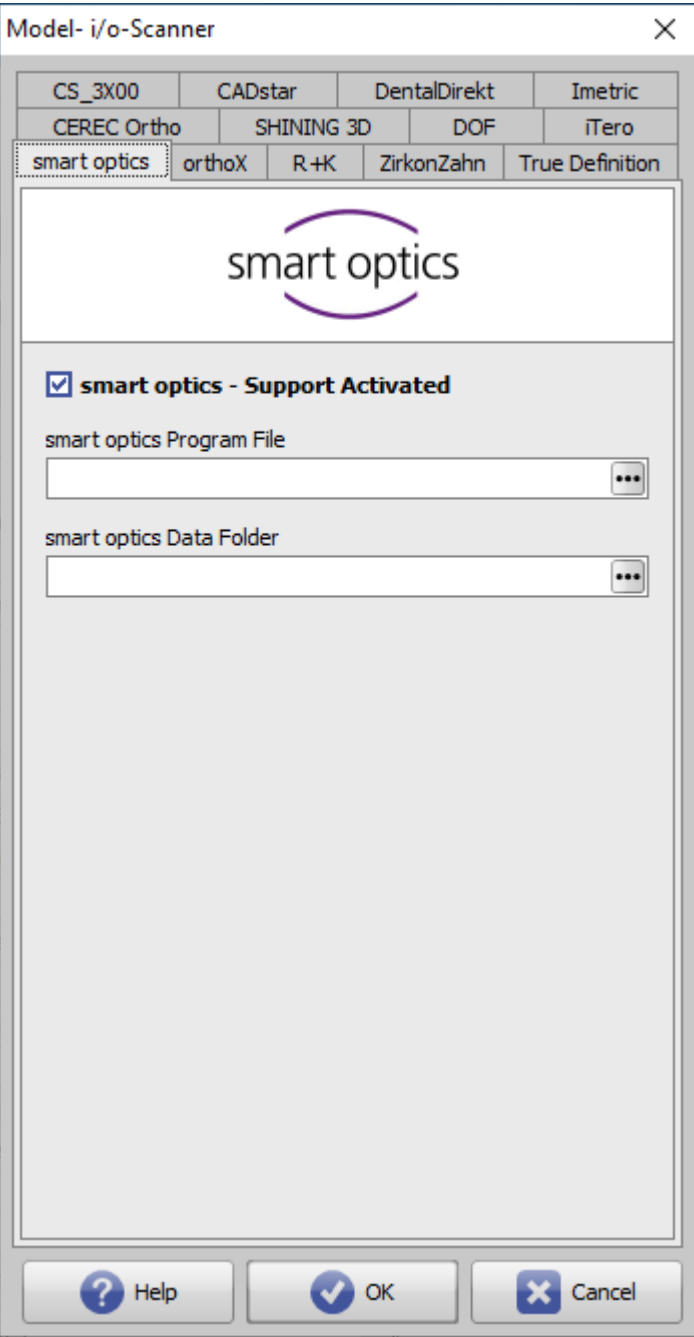 Model- i/o-Scanner
CS_3X00 CADstar DentalDirekt Imetric
CEREC Ortho SHINING 3D DOF iTero
smart optics orthoX R+K ZirkonZahn True Definition
smart optics
smart optics - Support Activated
smart optics Program File
smart optics Data Folder
Help OK Cancel